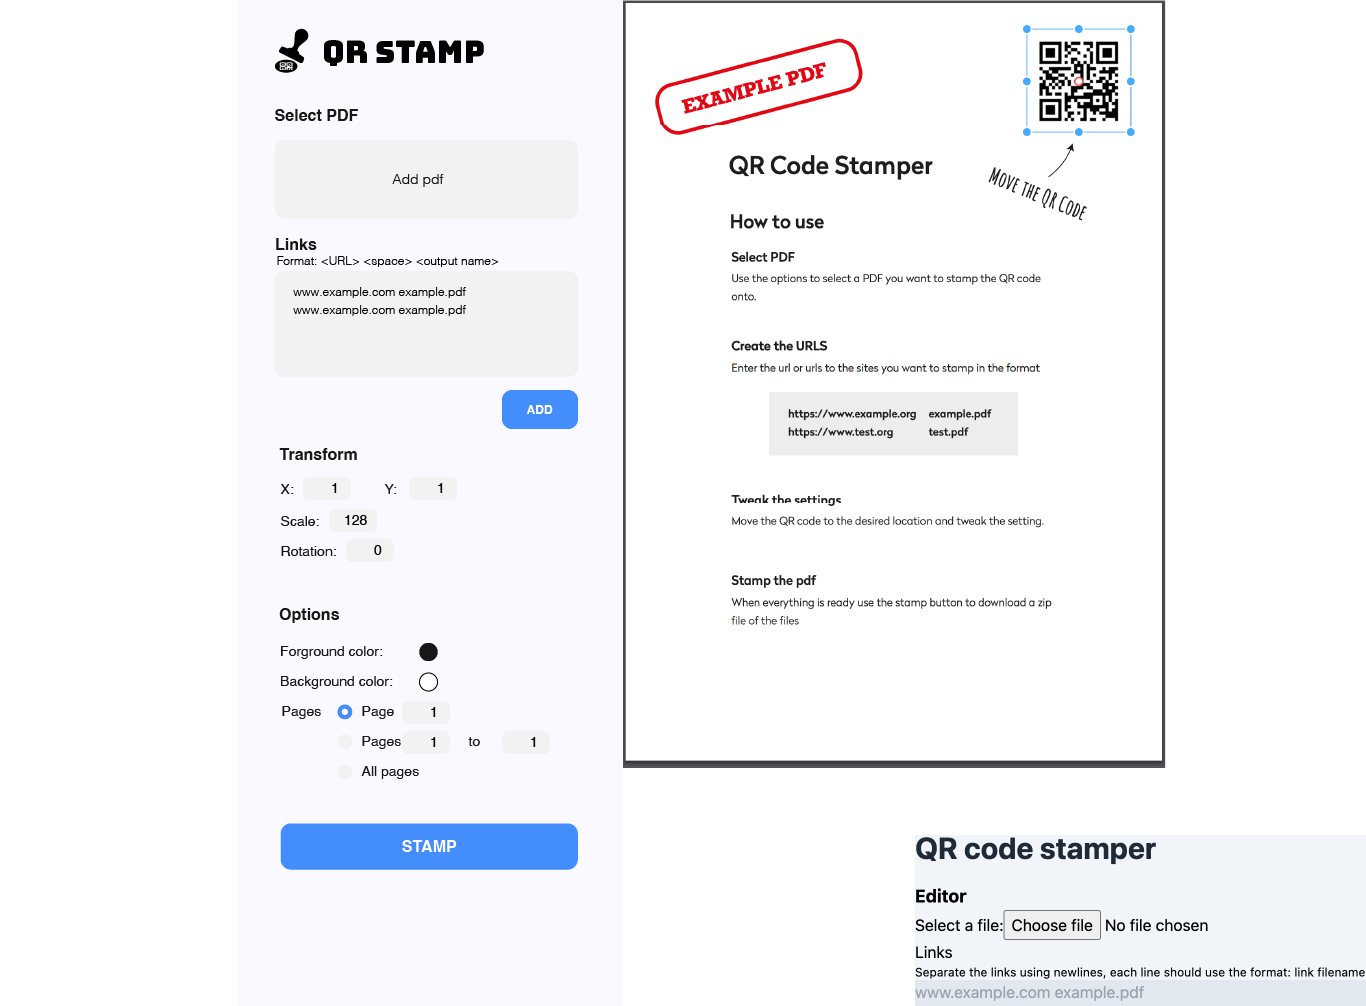 QR STAMP
Select PDF
Add pdf
Links
Format: <URL> <space> <output name>
www.example.com example.pdf
www.example.com example.pdf
ADD
Transform
X: 1 Y: 1
Scale: 128
Rotation: 0
Options
Forground color:
Background color:
Pages Page 1
Pages 1 to 1
All pages
STAMP
EXAMPLE PDF
MOVE THE QR CODE
QR Code Stamper
How to use
Select PDF
Use the options to select a PDF you want to stamp the QR code
onto.
Create the URLS
Enter the url or urls to the sites you want to stamp in the format
https://www.example.org example.pdf
https://www.test.org test.pdf
Tweak the settings
Move the QR code to the desired location and tweak the setting.
Stamp the pdf
When everything is ready use the stamp button to download a zip
file of the files
QR code stamper
Editor
Select a file: Choose file No file chosen
Links
Separate the links using newlines, each line should use the format: link filename
www.example.com example.pdf